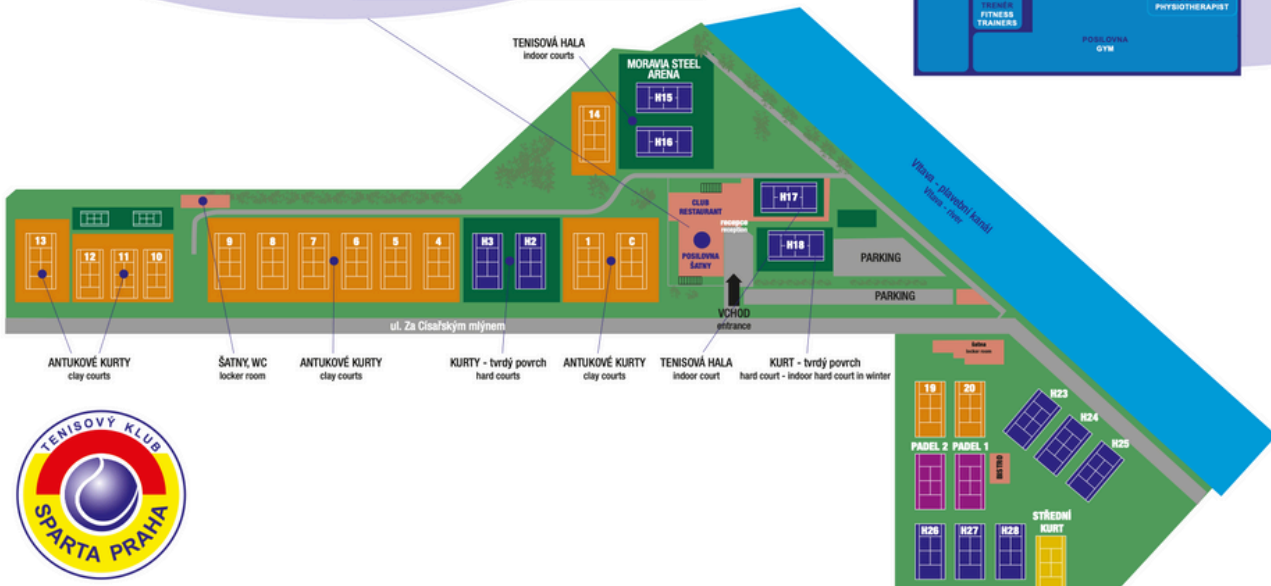 TRENÉR
FITNESS
TRAINERS
PHYSIOTHERAPIST
POSILOVNA
GYM
TENISOVÁ HALA
indoor courts
MORAVIA STEEL
ARENA
H15
H16
14
Vltava - plavební kanál
Vltava - river
CLUB
RESTAURANT
recepce
reception
POSILOVNA
ŠATNY
H17
H18
PARKING
PARKING
VCHOD
entrance
13
12
11
10
9
8
7
6
5
4
H3
H2
1
C
ul. Za Císařským mlýnem
ANTUKOVÉ KURTY
clay courts
ŠATNY, WC
locker room
ANTUKOVÉ KURTY
clay courts
KURTY - tvrdý povrch
hard courts
ANTUKOVÉ KURTY
clay courts
TENISOVÁ HALA
indoor court
KURT - tvrdý povrch
hard court - indoor hard court in winter
Šatna
locker room
19
20
H23
H24
H25
PADEL 2
PADEL 1
BISTRO
H26
H27
H28
STŘEDNÍ
KURT
TENISOVÝ KLUB
SPARTA PRAHA